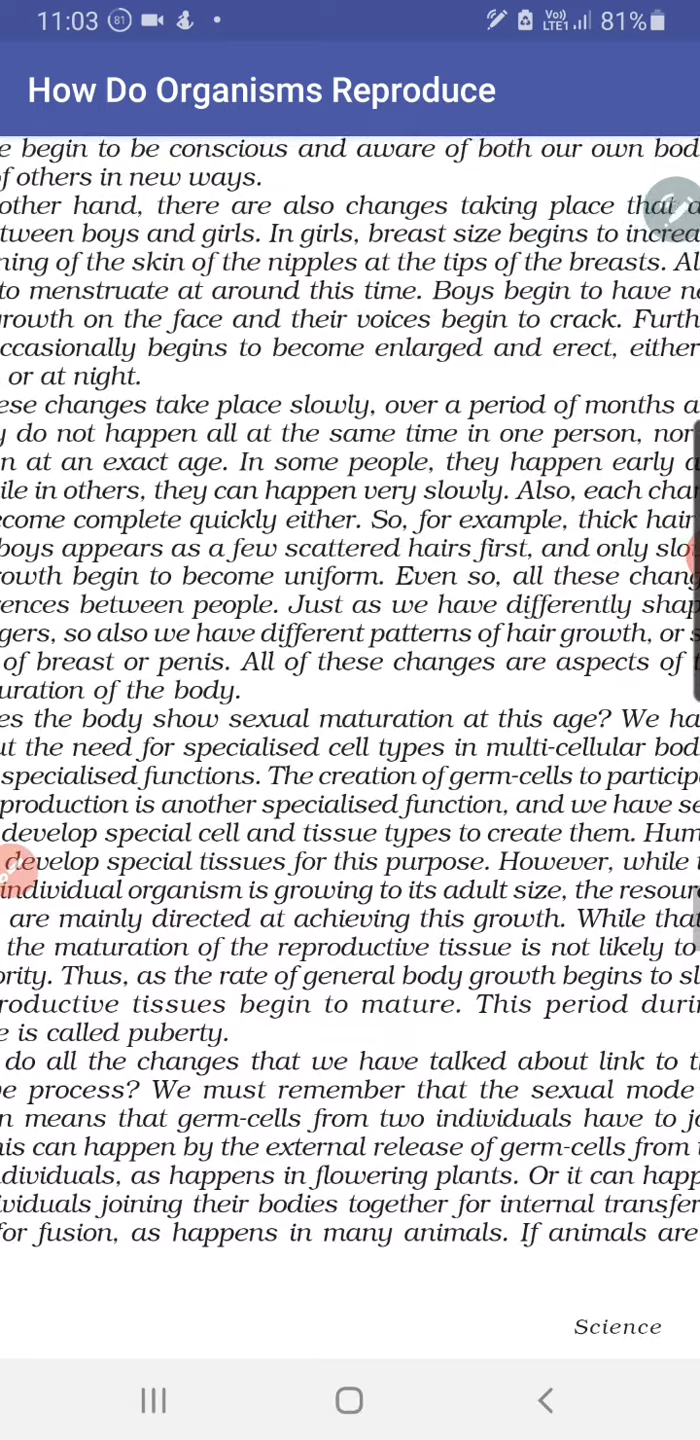 11:03 81 Vo)) LTE1 81%
How Do Organisms Reproduce
e begin to be conscious and aware of both our own bod
f others in new ways.
other hand, there are also changes taking place that a
tween boys and girls. In girls, breast size begins to increa
ning of the skin of the nipples at the tips of the breasts. Al
to menstruate at around this time. Boys begin to have ne
rowth on the face and their voices begin to crack. Furth
ccasionally begins to become enlarged and erect, either
or at night.
ese changes take place slowly, over a period of months a
y do not happen all at the same time in one person, nor
n at an exact age. In some people, they happen early a
ile in others, they can happen very slowly. Also, each chan
ecome complete quickly either. So, for example, thick hair
boys appears as a few scattered hairs first, and only slo
owth begin to become uniform. Even so, all these chang
ences between people. Just as we have differently shap
gers, so also we have different patterns of hair growth, or s
of breast or penis. All of these changes are aspects of t
uration of the body.
es the body show sexual maturation at this age? We ha
ut the need for specialised cell types in multi-cellular bod
specialised functions. The creation of germ-cells to particip
production is another specialised function, and we have se
develop special cell and tissue types to create them. Hum
develop special tissues for this purpose. However, while t
individual organism is growing to its adult size, the resour
are mainly directed at achieving this growth. While that
the maturation of the reproductive tissue is not likely to
ority. Thus, as the rate of general body growth begins to sl
roductive tissues begin to mature. This period durin
e is called puberty.
do all the changes that we have talked about link to t
e process? We must remember that the sexual mode
n means that germ-cells from two individuals have to jo
his can happen by the external release of germ-cells from t
dividuals, as happens in flowering plants. Or it can happ
ividuals joining their bodies together for internal transfer
for fusion, as happens in many animals. If animals are
Science